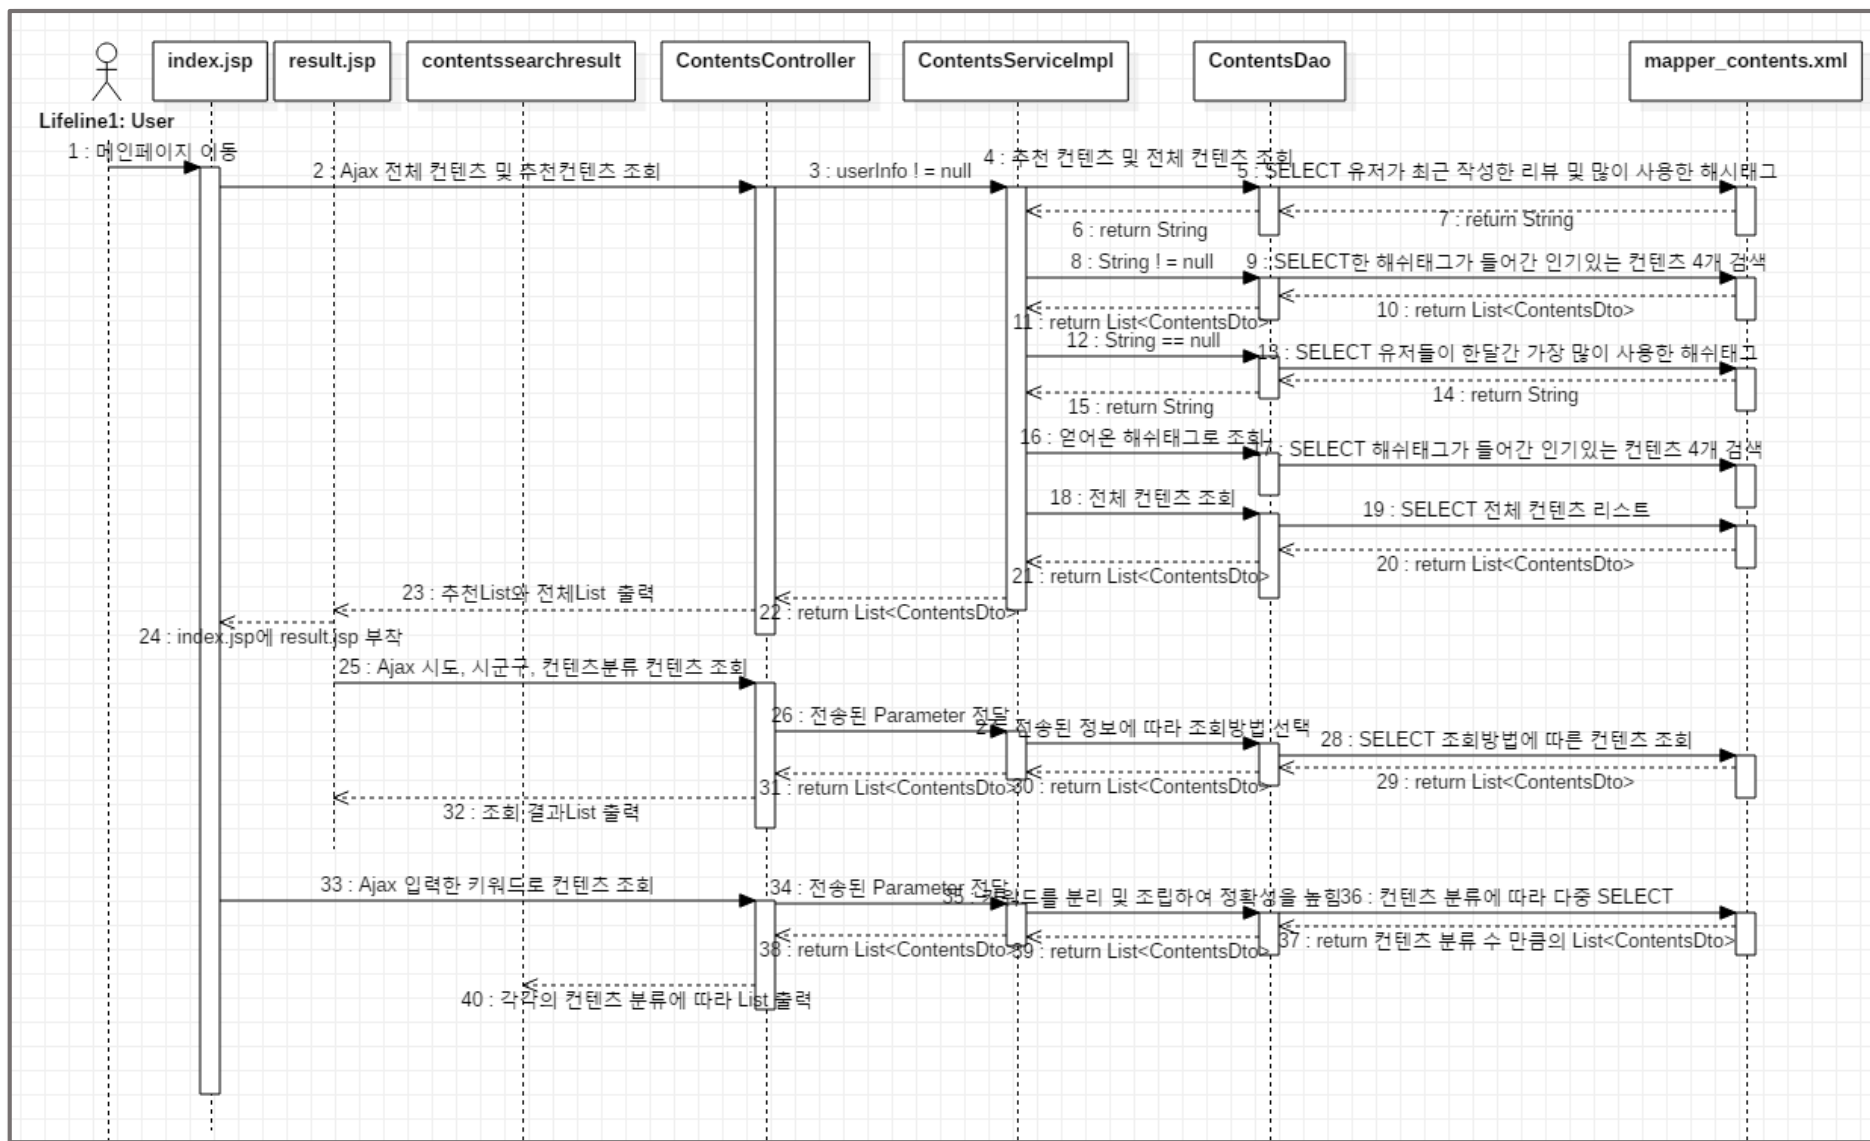 index.jsp
result.jsp
contentssearchresult
ContentsController
ContentsServiceImpl
ContentsDao
mapper_contents.xml
Lifeline1: User
1 : 메인페이지 이동
2 : Ajax 전체 컨텐츠 및 추천컨텐츠 조회
3 : userInfo ! = null
4 : 추천 컨텐츠 및 전체 컨텐츠 조회
5 : SELECT 유저가 최근 작성한 리뷰 및 많이 사용한 해시태그
6 : return String
7 : return String
8 : String ! = null
9 : SELECT한 해쉬태그가 들어간 인기있는 컨텐츠 4개 검색
10 : return List<ContentsDto>
11 : return List<ContentsDto>
12 : String == null
13 : SELECT 유저들이 한달간 가장 많이 사용한 해쉬태그
14 : return String
15 : return String
16 : 얻어온 해쉬태그로 조회
17 : SELECT 해쉬태그가 들어간 인기있는 컨텐츠 4개 검색
18 : 전체 컨텐츠 조회
19 : SELECT 전체 컨텐츠 리스트
20 : return List<ContentsDto>
21 : return List<ContentsDto>
22 : return List<ContentsDto>
23 : 추천List와 전체List 출력
24 : index.jsp에 result.jsp 부착
25 : Ajax 시도, 시군구, 컨텐츠분류 컨텐츠 조회
26 : 전송된 Parameter 전달
27 : 전송된 정보에 따라 조회방법 선택
28 : SELECT 조회방법에 따른 컨텐츠 조회
29 : return List<ContentsDto>
30 : return List<ContentsDto>
31 : return List<ContentsDto>
32 : 조회 결과List 출력
33 : Ajax 입력한 키워드로 컨텐츠 조회
34 : 전송된 Parameter 전달
35 : 키워드를 분리 및 조립하여 정확성을 높힘
36 : 컨텐츠 분류에 따라 다중 SELECT
37 : return 컨텐츠 분류 수 만큼의 List<ContentsDto>
38 : return List<ContentsDto>
39 : return List<ContentsDto>
40 : 각각의 컨텐츠 분류에 따라 List 출력